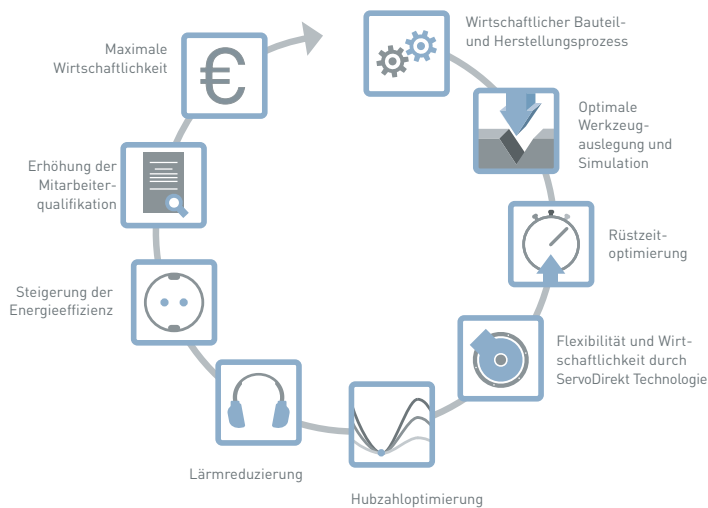 Wirtschaftlicher Bauteil-
und Herstellungsprozess
Optimale
Werkzeug-
auslegung und
Simulation
Rüstzeit-
optimierung
Flexibilität und Wirt-
schaftlichkeit durch
ServoDirekt Technologie
Hubzahloptimierung
Lärmreduzierung
Steigerung der
Energieeffizienz
Erhöhung der
Mitarbeiter-
qualifikation
Maximale
Wirtschaftlichkeit
€